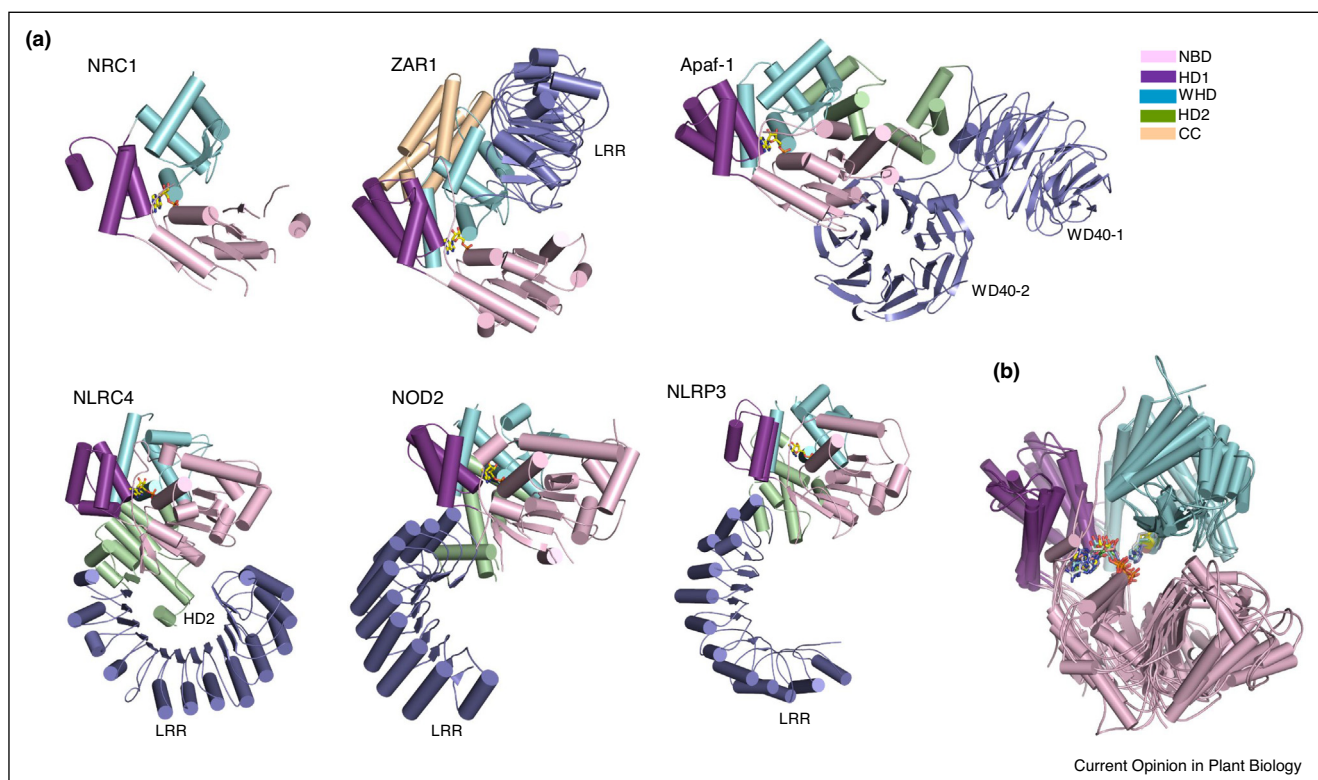 (a)
NRC1
ZAR1
LRR
Apaf-1
WD40-1
WD40-2
NBD
HD1
WHD
HD2
CC
NLRC4
HD2
LRR
NOD2
LRR
NLRP3
LRR
(b)
Current Opinion in Plant Biology